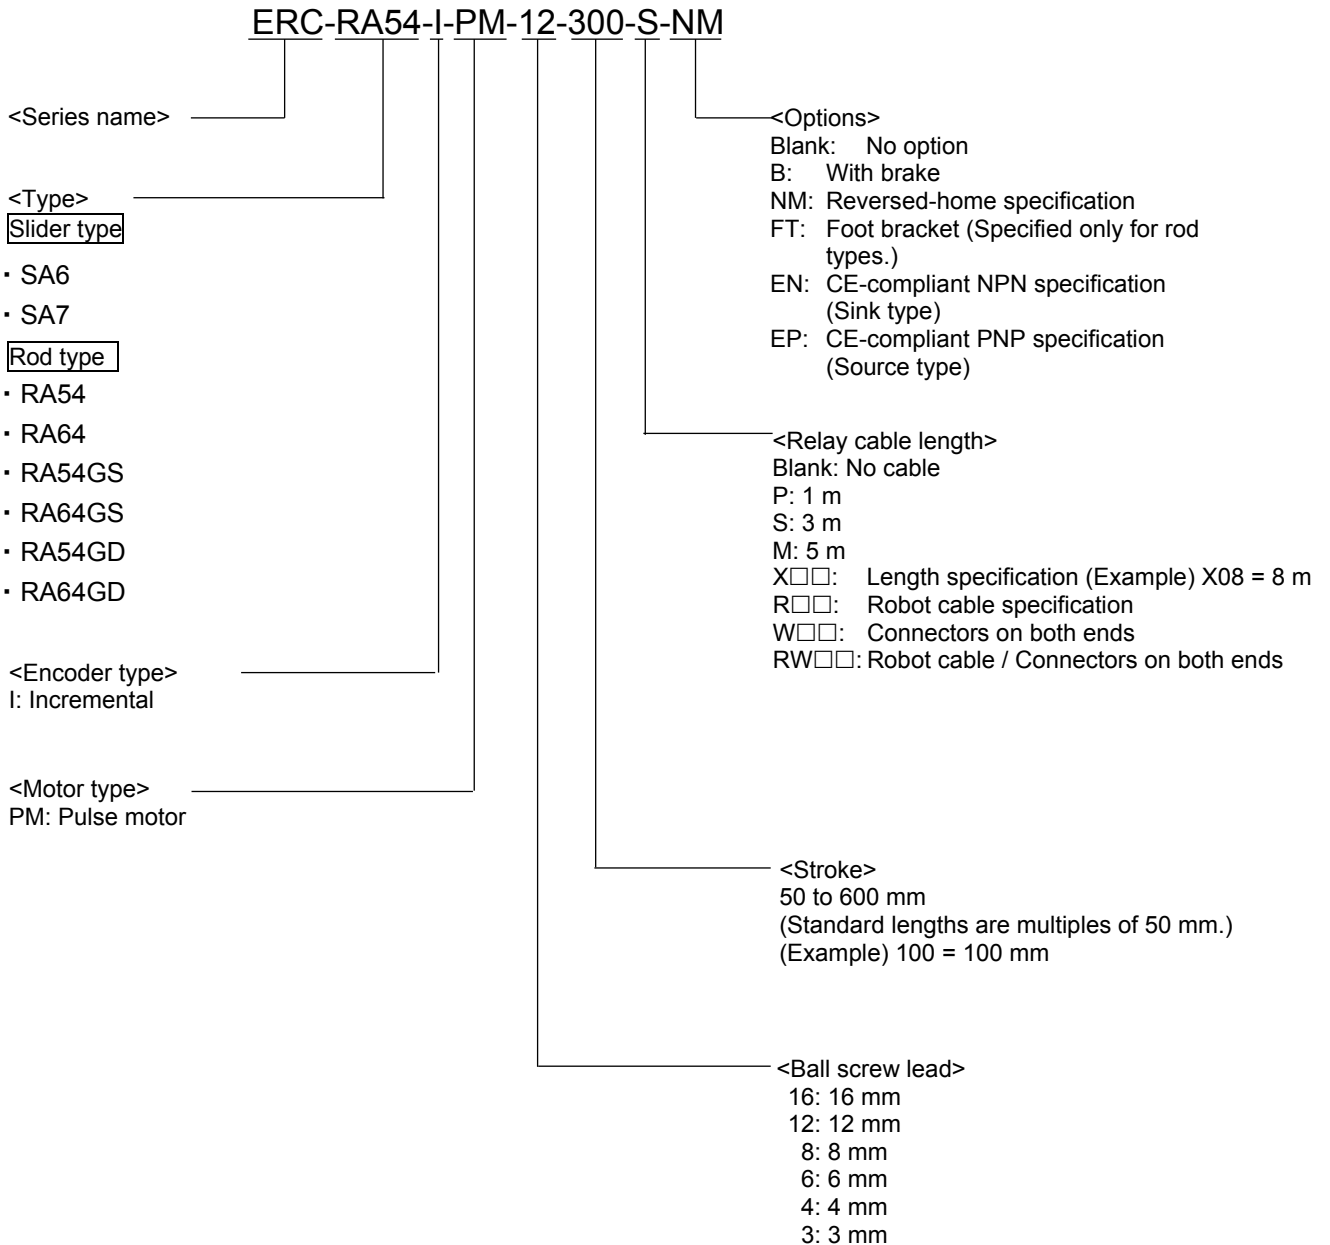 ERC-RA54-I-PM-12-300-S-NM
<Series name>
<Type>
Slider type
・SA6
・SA7
Rod type
・RA54
・RA64
・RA54GS
・RA64GS
・RA54GD
・RA64GD
<Encoder type>
I: Incremental
<Motor type>
PM: Pulse motor
<Options>
Blank: No option
B: With brake
NM: Reversed-home specification
FT: Foot bracket (Specified only for rod
types.)
EN: CE-compliant NPN specification
(Sink type)
EP: CE-compliant PNP specification
(Source type)
<Relay cable length>
Blank: No cable
P: 1 m
S: 3 m
M: 5 m
X□□: Length specification (Example) X08 = 8 m
R□□: Robot cable specification
W□□: Connectors on both ends
RW□□: Robot cable / Connectors on both ends
<Stroke>
50 to 600 mm
(Standard lengths are multiples of 50 mm.)
(Example) 100 = 100 mm
<Ball screw lead>
16: 16 mm
12: 12 mm
8: 8 mm
6: 6 mm
4: 4 mm
3: 3 mm